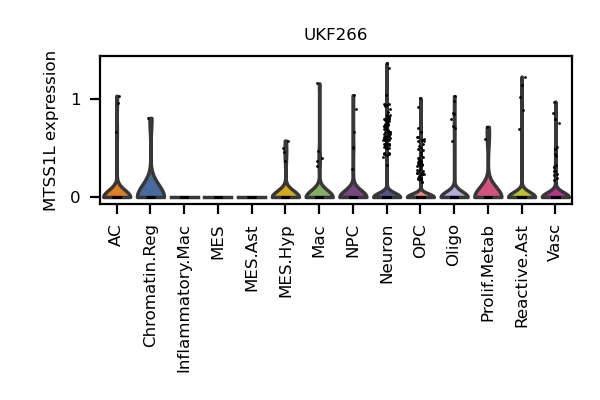 UKF266
MTSS1L expression
1
0
AC
Chromatin.Reg
Inflammatory.Mac
MES
MES.Ast
MES.Hyp
Mac
NPC
Neuron
OPC
Oligo
Prolif.Metab
Reactive.Ast
Vasc